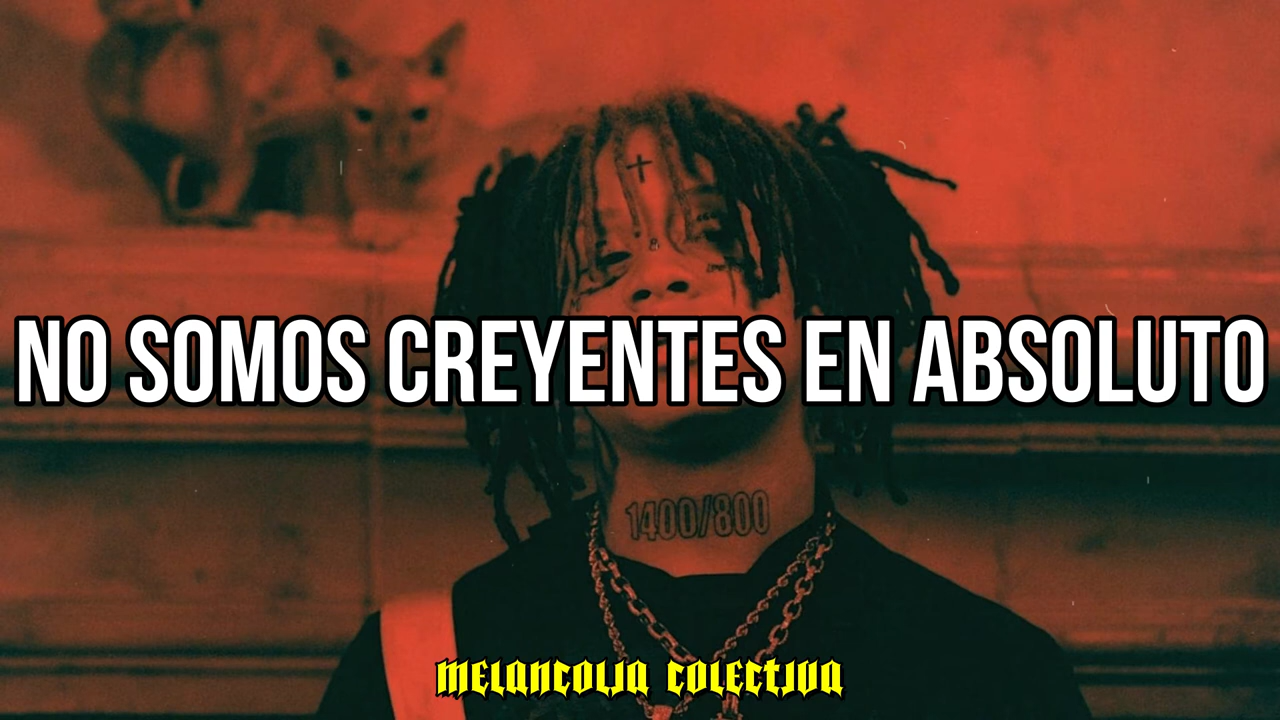 NO SOMOS CREYENTES EN ABSOLUTO
1400/800
MELANCOLIA COLECTIVA